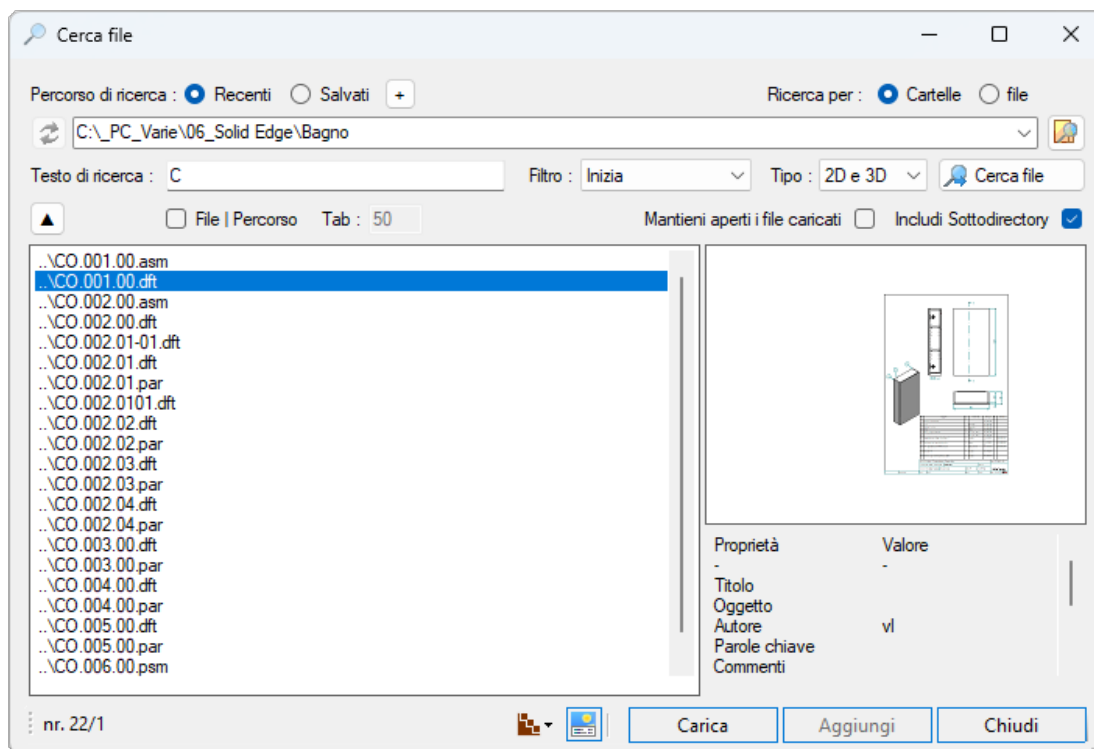 Cerca file
Percorso di ricerca : Recenti Salvati + Ricerca per : Cartelle file
C:\_PC_Varie\06_Solid Edge\Bagno
Testo di ricerca : C Filtro : Inizia Tipo : 2D e 3D Cerca file
▲ File | Percorso Tab : 50 Mantieni aperti i file caricati Includi Sottodirectory
..\CO.001.00.asm
..\CO.001.00.dft
..\CO.002.00.asm
..\CO.002.00.dft
..\CO.002.01-01.dft
..\CO.002.01.dft
..\CO.002.01.par
..\CO.002.0101.dft
..\CO.002.02.dft
..\CO.002.02.par
..\CO.002.03.dft
..\CO.002.03.par
..\CO.002.04.dft
..\CO.002.04.par
..\CO.003.00.dft
..\CO.003.00.par
..\CO.004.00.dft
..\CO.004.00.par
..\CO.005.00.dft
..\CO.005.00.par
..\CO.006.00.psm
Proprietà Valore
- -
Titolo
Oggetto
Autore vl
Parole chiave
Commenti
nr. 22/1 Carica Aggiungi Chiudi